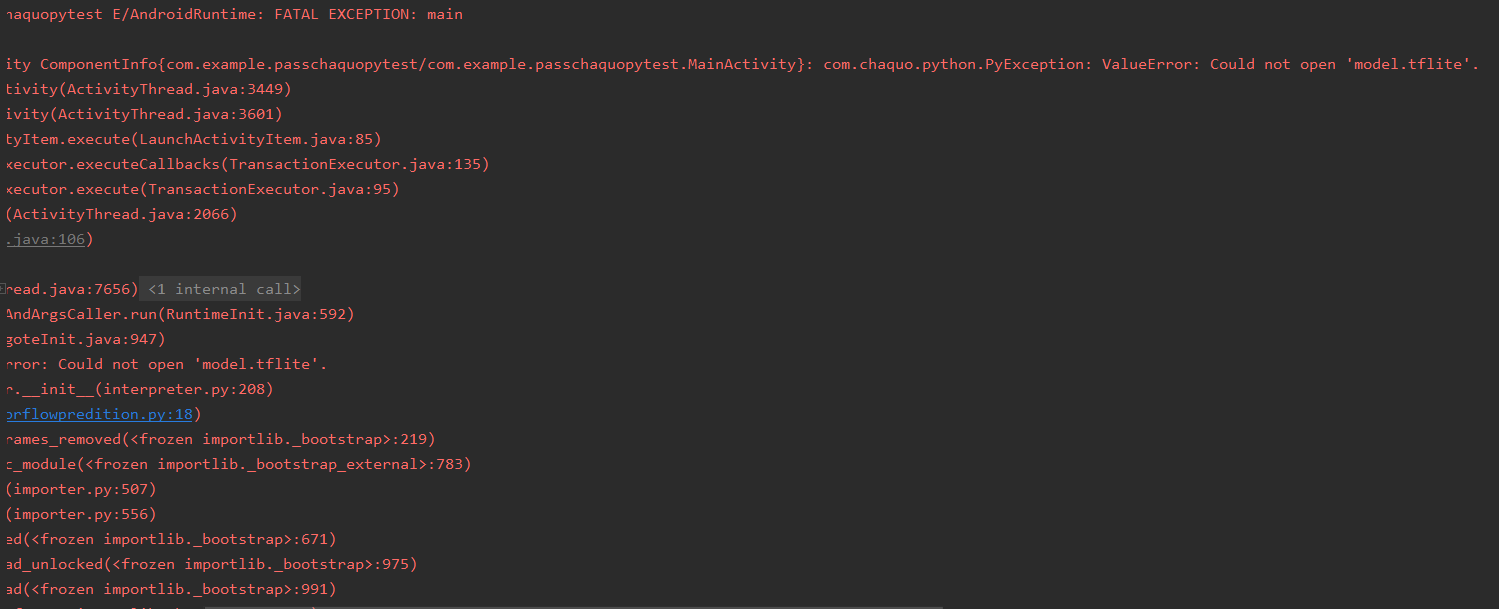 haquopytest E/AndroidRuntime: FATAL EXCEPTION: main
ity ComponentInfo{com.example.passchaquopytest/com.example.passchaquopytest.MainActivity}: com.chaquo.python.PyException: ValueError: Could not open 'model.tflite'.
tivity(ActivityThread.java:3449)
ivity(ActivityThread.java:3601)
tyItem.execute(LaunchActivityItem.java:85)
xecutor.executeCallbacks(TransactionExecutor.java:135)
xecutor.execute(TransactionExecutor.java:95)
(ActivityThread.java:2066)
.java:106)
read.java:7656) <1 internal call>
AndArgsCaller.run(RuntimeInit.java:592)
goteInit.java:947)
rror: Could not open 'model.tflite'.
r.__init__(interpreter.py:208)
orflowpredition.py:18)
rames_removed(<frozen importlib._bootstrap>:219)
c_module(<frozen importlib._bootstrap_external>:783)
(importer.py:507)
(importer.py:556)
ed(<frozen importlib._bootstrap>:671)
ad_unlocked(<frozen importlib._bootstrap>:975)
ad(<frozen importlib._bootstrap>:991)